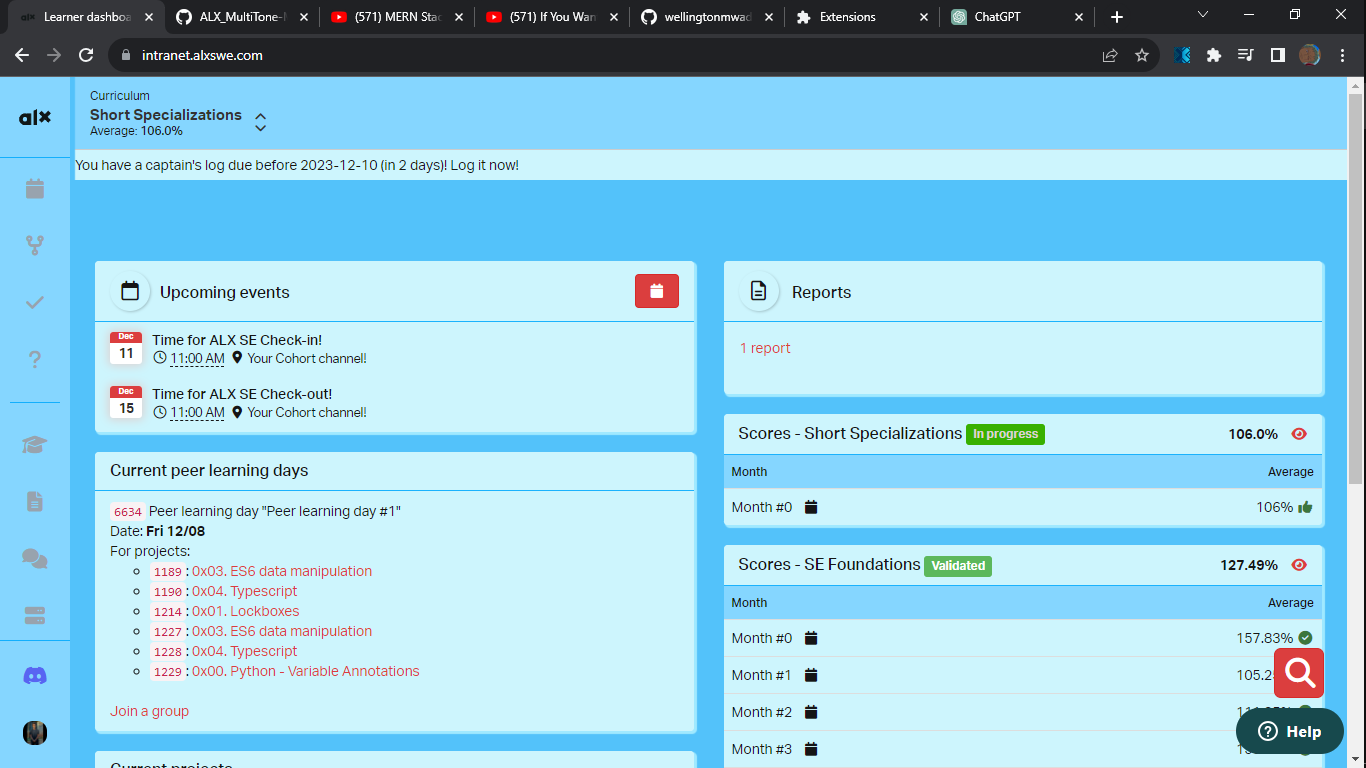 Learner dashboa
ALX_MultiTone-
(571) MERN Stac
(571) If You Wan
wellingtonmwad
Extensions
ChatGPT
intranet.alxswe.com
alx
Curriculum
Short Specializations
Average: 106.0%
You have a captain's log due before 2023-12-10 (in 2 days)! Log it now!
Upcoming events
Dec
11
Time for ALX SE Check-in!
11:00 AM Your Cohort channel!
Dec
15
Time for ALX SE Check-out!
11:00 AM Your Cohort channel!
Current peer learning days
6634 Peer learning day "Peer learning day #1"
Date: Fri 12/08
For projects:
1189 : 0x03. ES6 data manipulation
1190 : 0x04. Typescript
1214 : 0x01. Lockboxes
1227 : 0x03. ES6 data manipulation
1228 : 0x04. Typescript
1229 : 0x00. Python - Variable Annotations
Join a group
Current projects
Reports
1 report
Scores - Short Specializations In progress 106.0%
Month Average
Month #0 106%
Scores - SE Foundations Validated 127.49%
Month Average
Month #0 157.83%
Month #1 105.2
Month #2
Month #3
Help